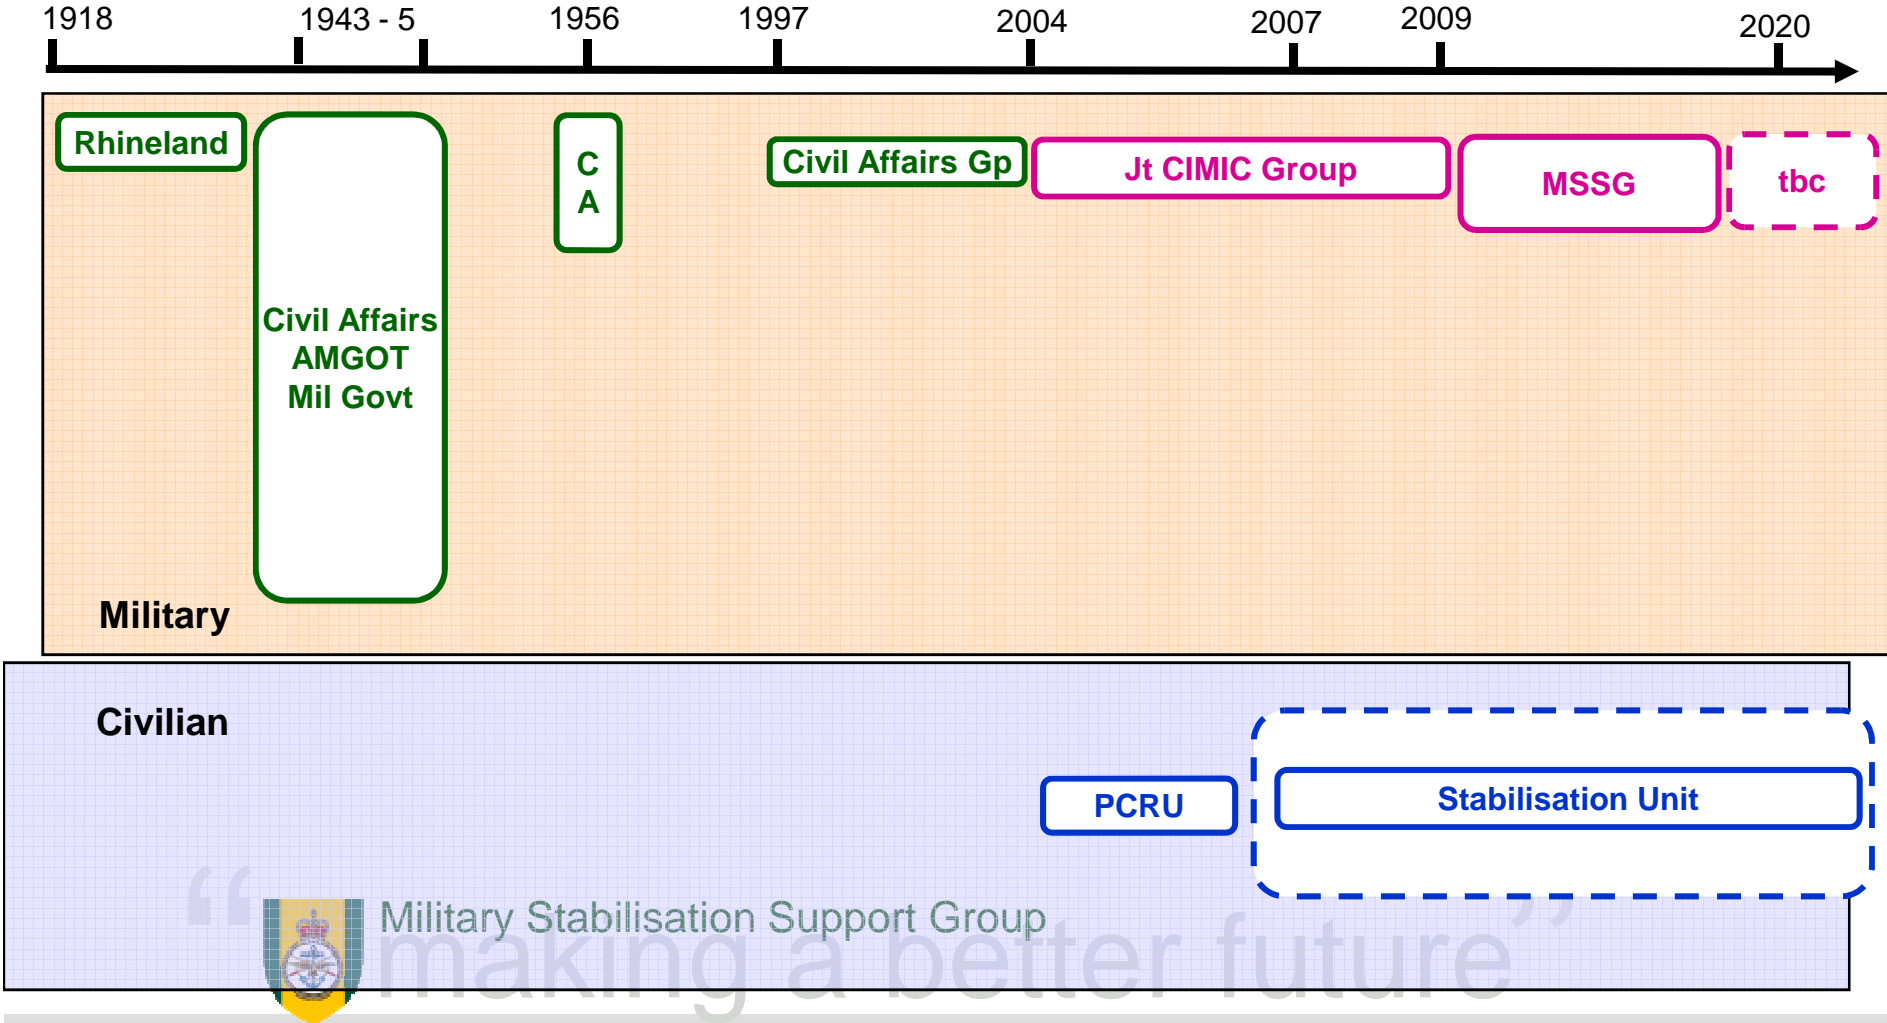 1918
1943 - 5
1956
1997
2004
2007
2009
2020
Rhineland
Civil Affairs
AMGOT
Mil Govt
C
A
Civil Affairs Gp
Jt CIMIC Group
MSSG
tbc
Military
Civilian
PCRU
Stabilisation Unit
Military Stabilisation Support Group
“making a better future”